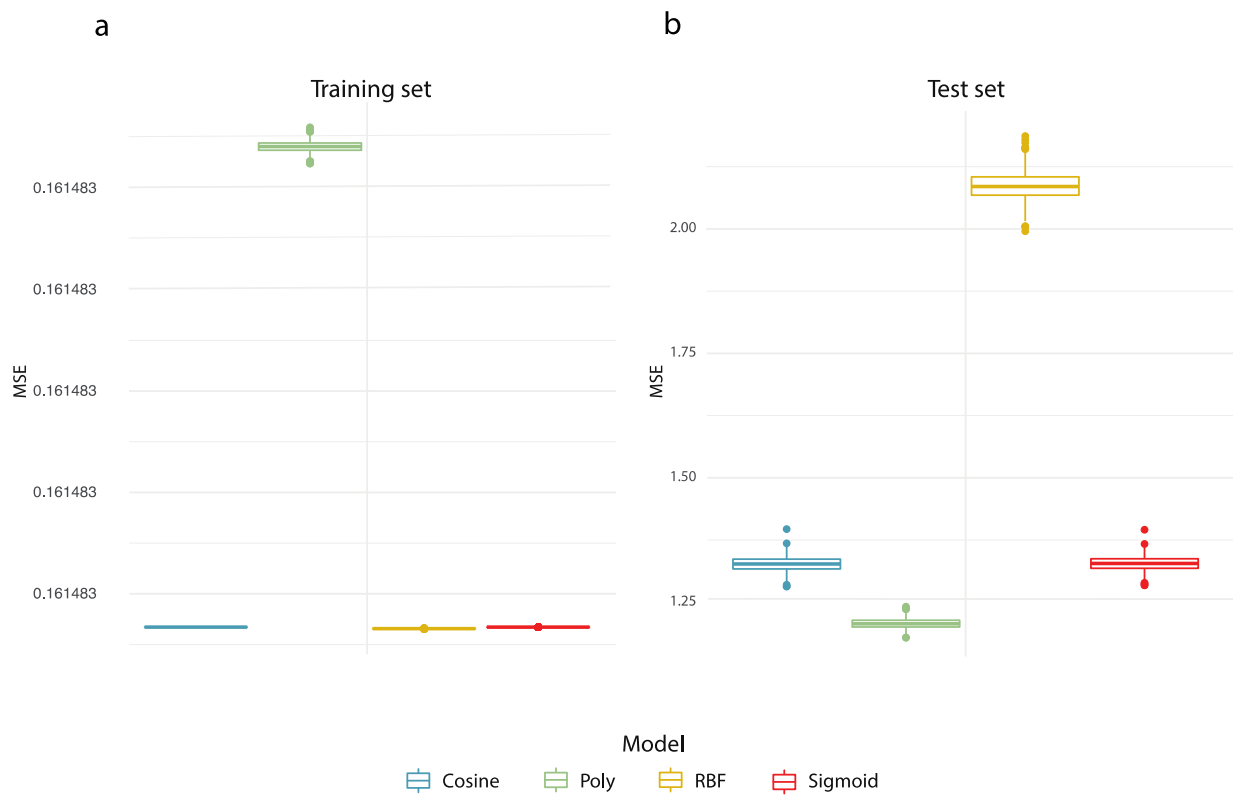 a
Training set
MSE
0.161483
0.161483
0.161483
0.161483
0.161483
b
Test set
MSE
2.00
1.75
1.50
1.25
Model
Cosine
Poly
RBF
Sigmoid